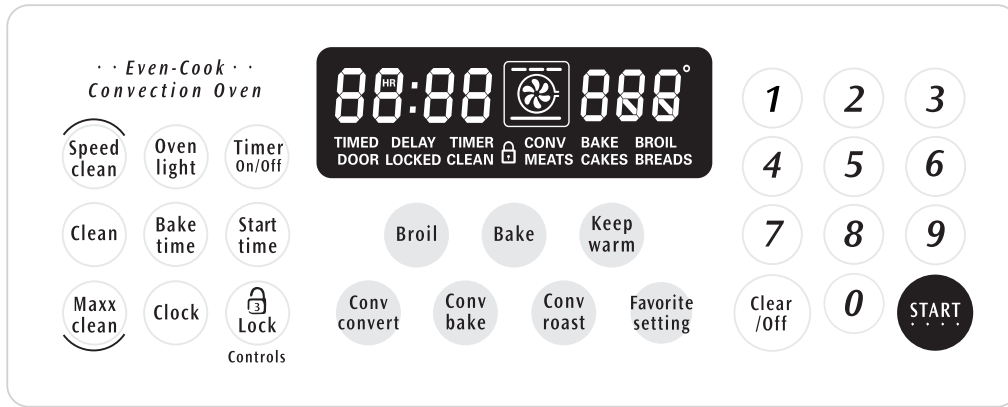 · · Even-Cook · ·
Convection Oven
Speed
clean
Oven
light
Timer
On/Off
Clean
Bake
time
Start
time
Maxx
clean
Clock
3
Lock
Controls
88:88 888°
HR
TIMED DELAY TIMER CONV BAKE BROIL
DOOR LOCKED CLEAN MEATS CAKES BREADS
Broil
Bake
Keep
warm
Conv
convert
Conv
bake
Conv
roast
Favorite
setting
1
2
3
4
5
6
7
8
9
Clear
/Off
0
START